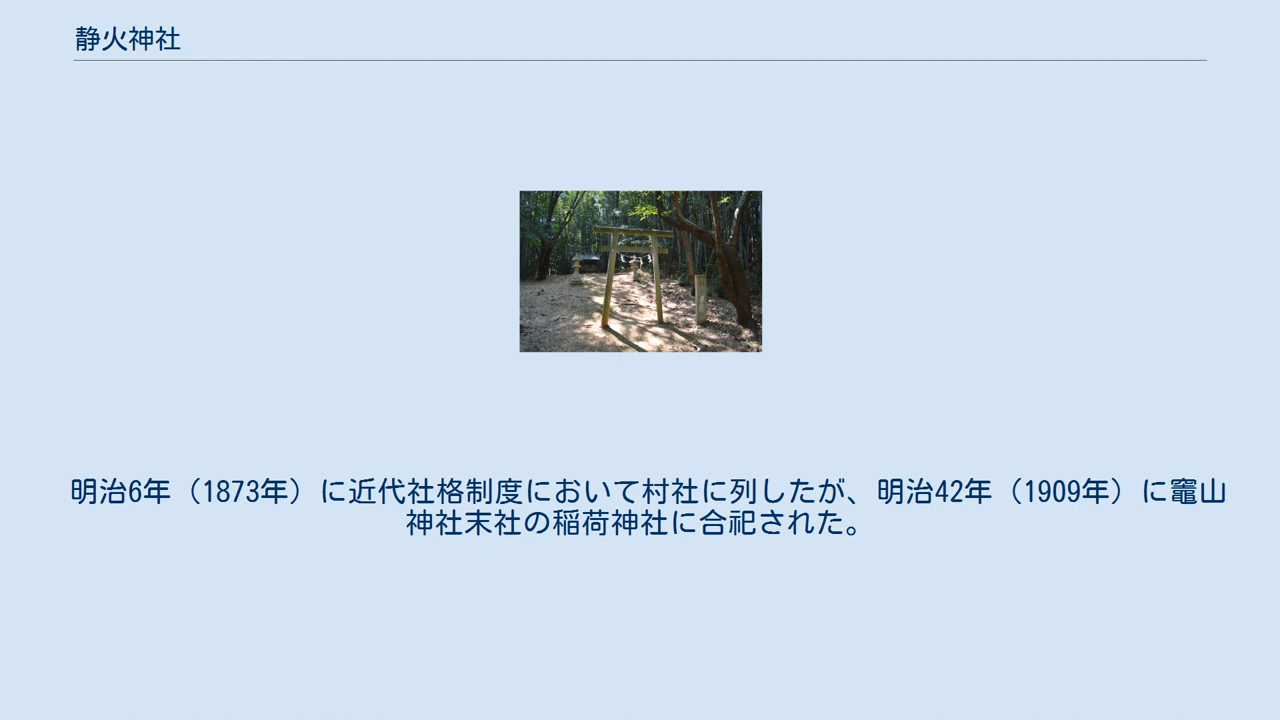 静火神社
明治6年（1873年）に近代社格制度において村社に列したが、明治42年（1909年）に竈山
神社末社の稲荷神社に合祀された。